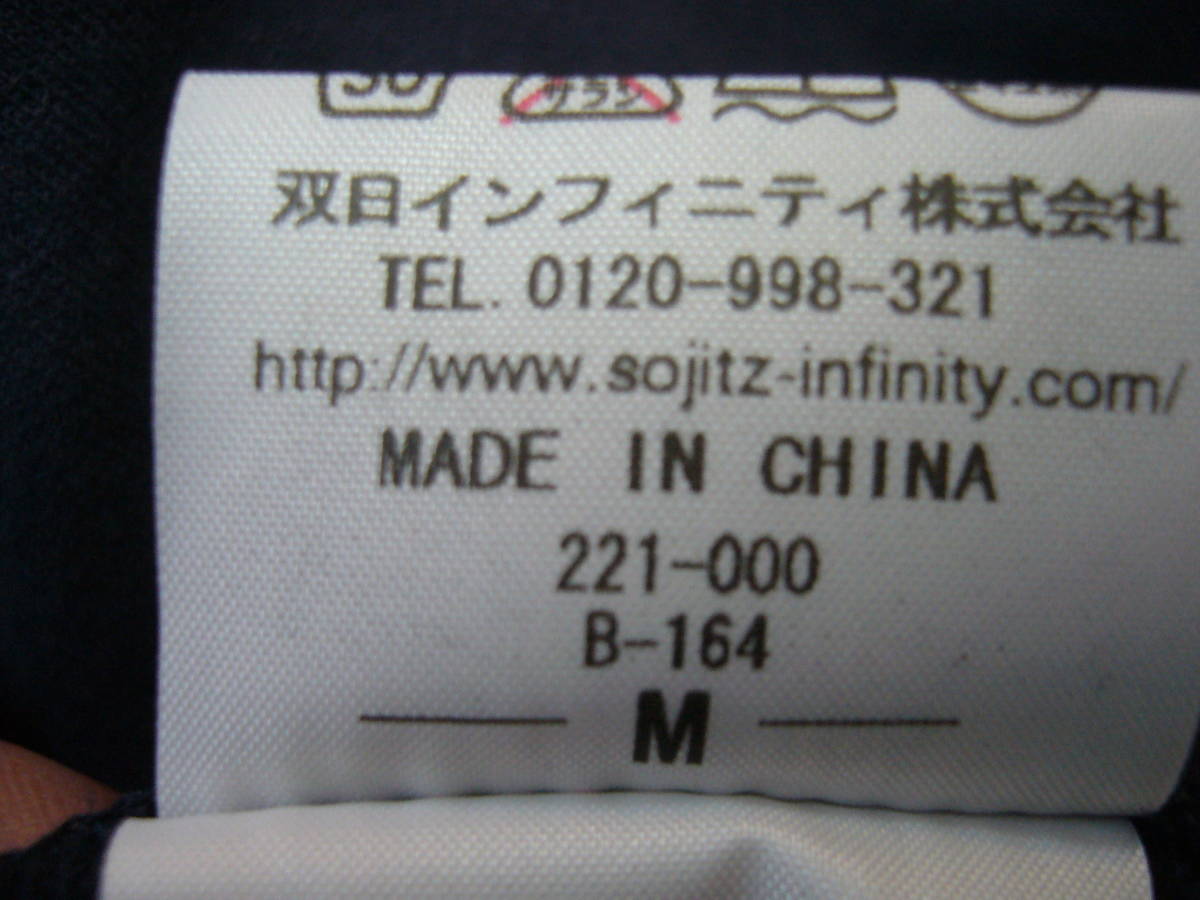 双日インフィニティ株式会社
TEL. 0120-998-321
http://www.sojitz-infinity.com/
MADE IN CHINA
221-000
B-164
M